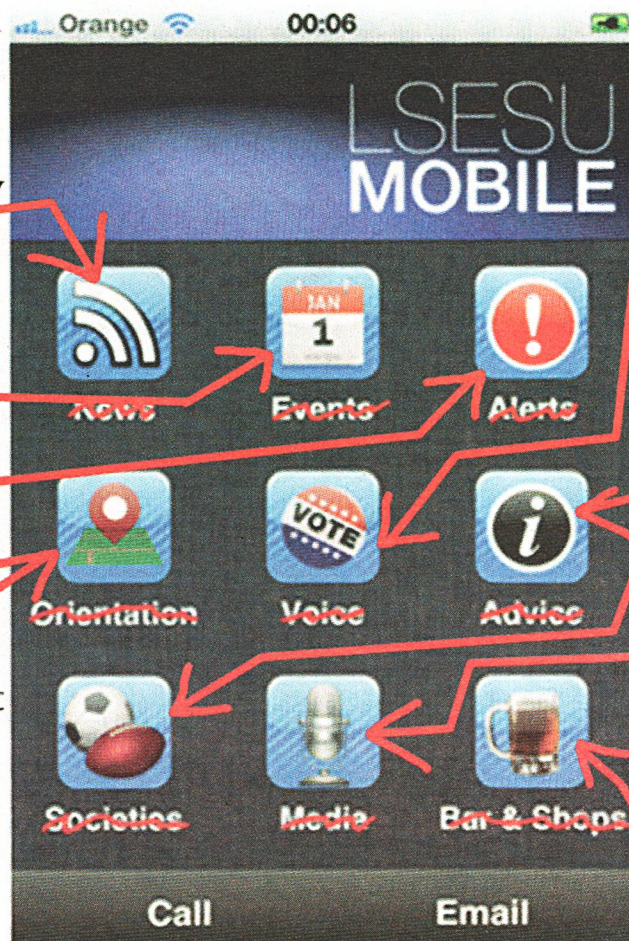 Orange 00:06
LSESU
MOBILE
JAN
1
News Events Alerts
VOTE
i
Orientation Voice Advice
Societies Media Bar & Shops
Call Email